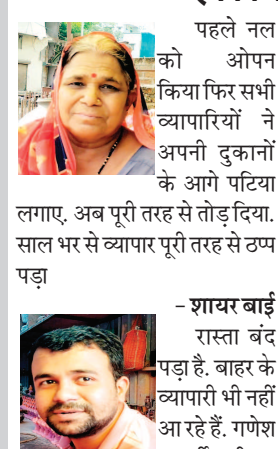 पहले नल
को ओपन
किया फिर सभी
व्यापारियों ने
अपनी दुकानों
के आगे पटिया
लगाए. अब पूरी तरह से तोड़ दिया.
साल भर से व्यापार पूरी तरह से ठप्प
पड़ा
– शायर बाई
रास्ता बंद
पड़ा है. बाहर के
व्यापारी भी नहीं
आ रहे हैं. गणेश